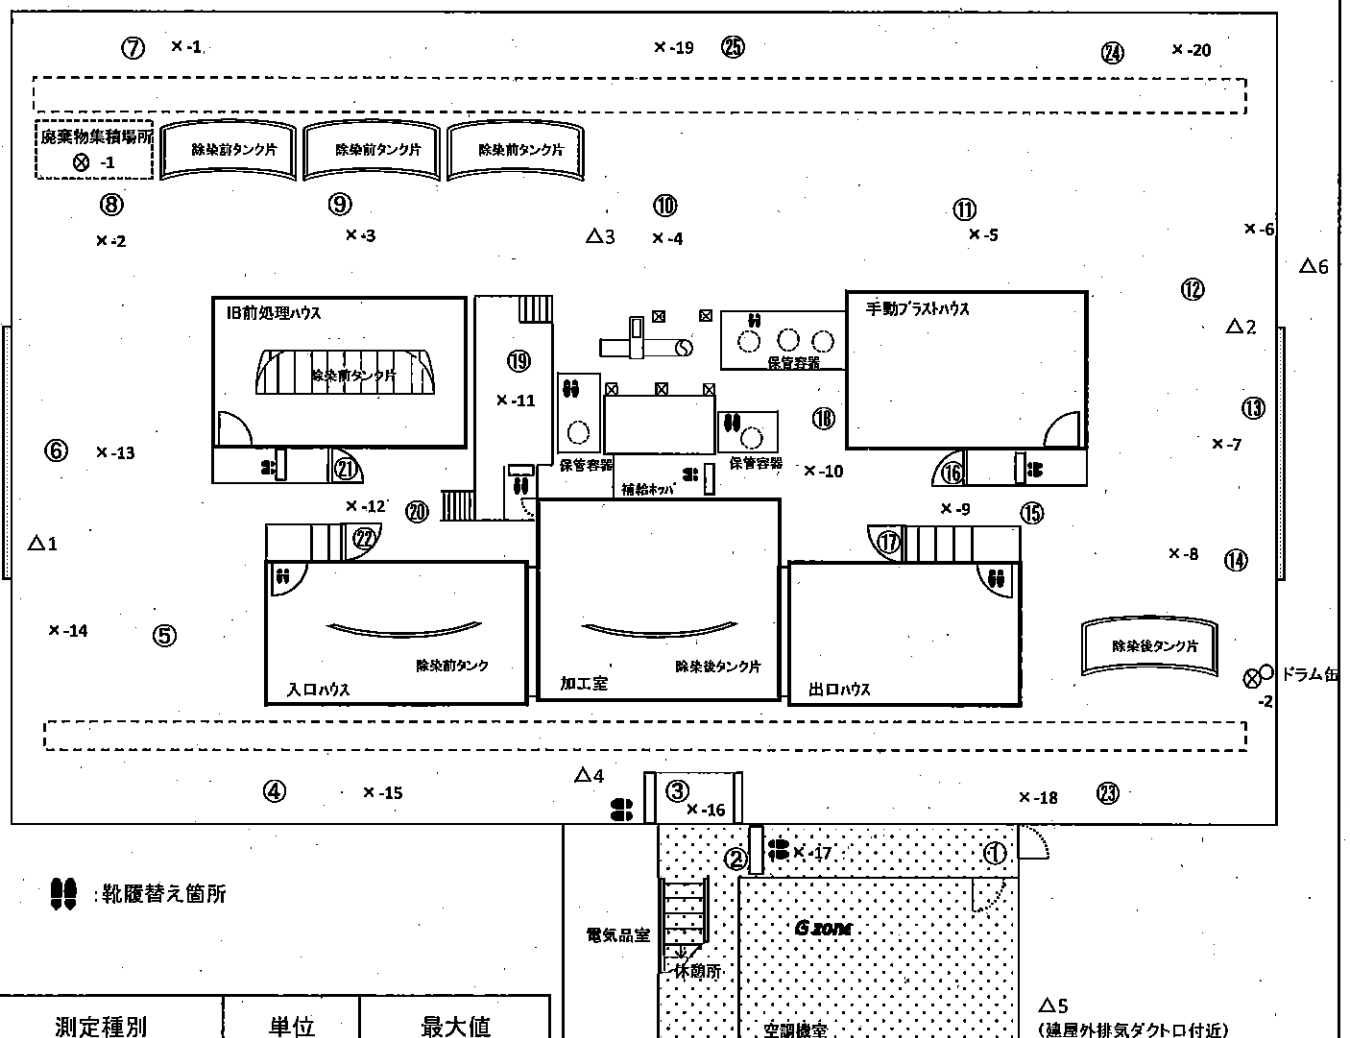 ⑦ ×-1 ×-19 ㉕ ㉔ ×-20
廃棄物集積場所
⊗ -1
除染前タンク片 除染前タンク片 除染前タンク片
⑧ ⑨ ⑩ ⑪
×-2 ×-3 △3 ×-4 ×-5 ×-6
△6
⑫
IB前処理ハウス
手動ブラストハウス
△2
除染前タンク片
⑲
保管容器
×-11
⑱
⑬
⑥ ×-13
×-7
㉑
保管容器
保管容器
×-10
⑯
補給ホッパ
×-12 ⑳
×-9 ⑮
△1
㉒
⑰
×-8 ⑭
×-14 ⑤
除染前タンク
除染後タンク片
除染後タンク片
入口ハウス
加工室
出口ハウス
ドラム缶
⊗
-2
④ ×-15
△4
③
×-16
×-18 ㉓
② ×-17 ①
:靴履替え箇所
電気品室
G zone
休憩所
測定種別 単位 最大値
空調機室
△5
(建屋外排気ダクト口付近)